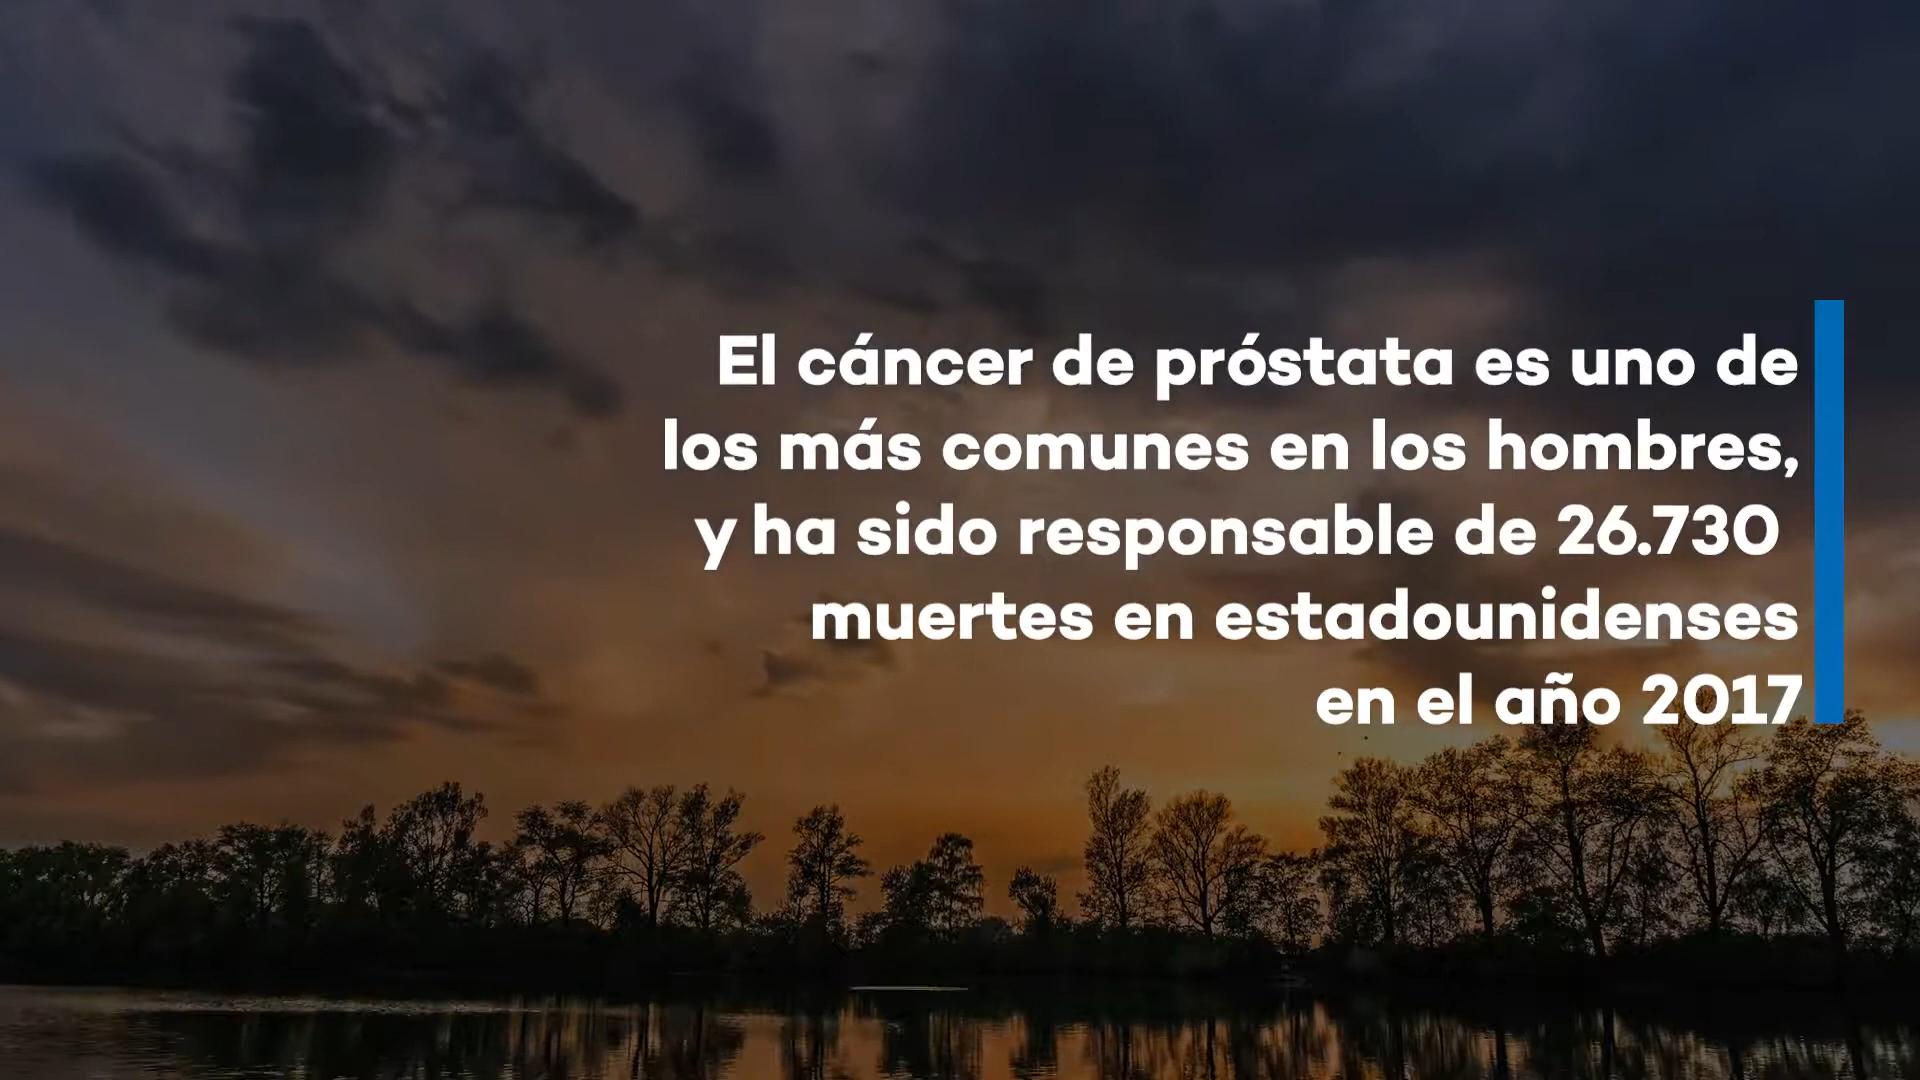 El cáncer de próstata es uno de
los más comunes en los hombres,
y ha sido responsable de 26.730
muertes en estadounidenses
en el año 2017